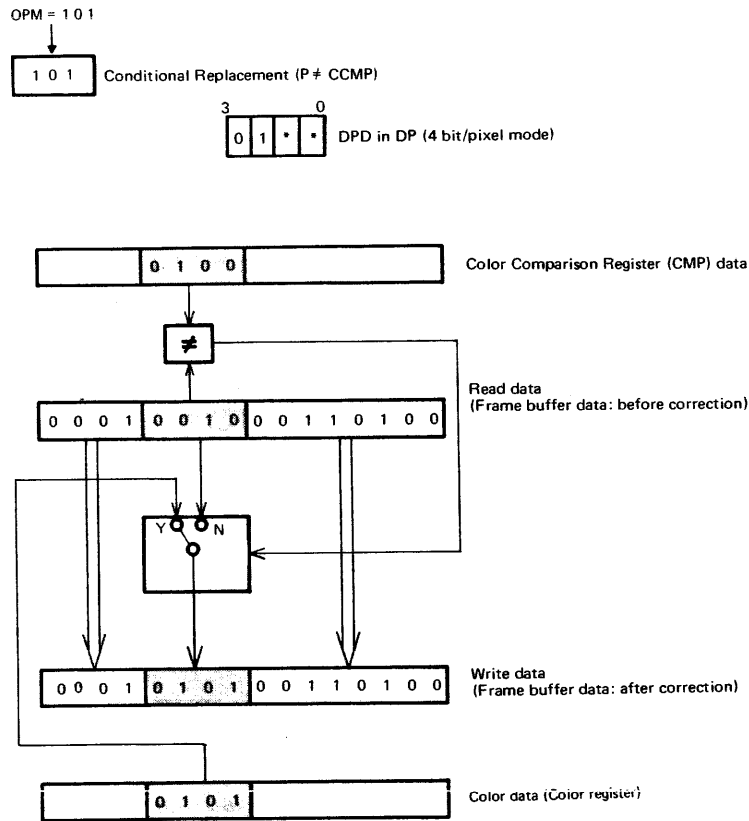 OPM = 1 0 1
1 0 1 Conditional Replacement (P ≠ CCMP)
3 0
0 1 * * DPD in DP (4 bit/pixel mode)
0 1 0 0 Color Comparison Register (CMP) data
≠
Read data
(Frame buffer data: before correction)
0 0 0 1 0 0 1 0 0 0 1 1 0 1 0 0
Y N
Write data
(Frame buffer data: after correction)
0 0 0 1 0 1 0 1 0 0 1 1 0 1 0 0
0 1 0 1 Color data (Color register)